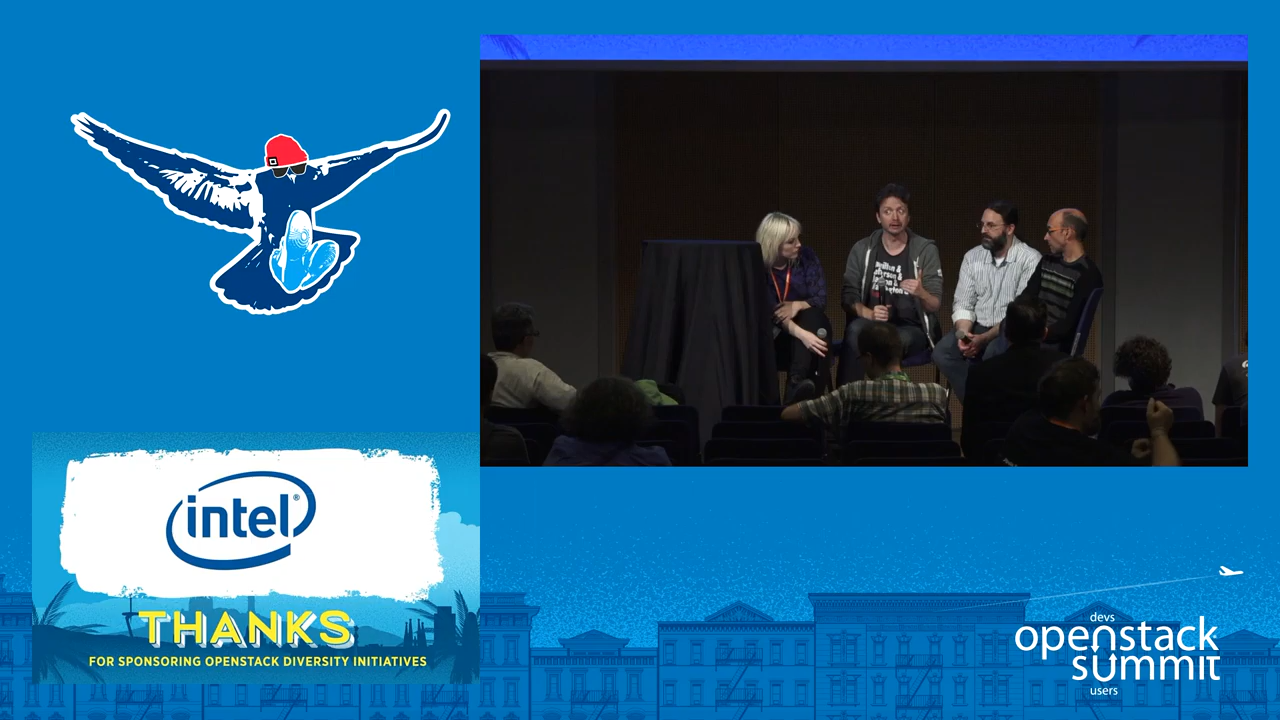 intel®
THANKS
FOR SPONSORING OPENSTACK DIVERSITY INITIATIVES
devs
openstack
summit
users